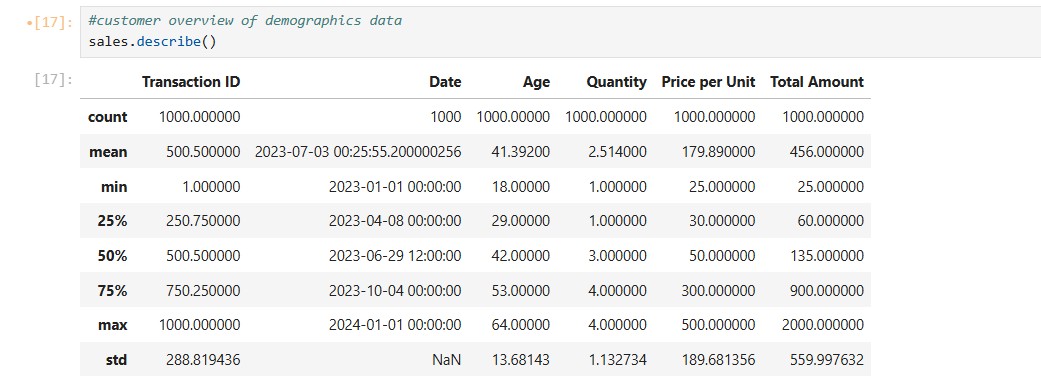 [17]: #customer overview of demographics data
sales.describe()
[17]:
Transaction ID Date Age Quantity Price per Unit Total Amount
count 1000.000000 1000 1000.00000 1000.000000 1000.000000 1000.000000
mean 500.500000 2023-07-03 00:25:55.200000256 41.39200 2.514000 179.890000 456.000000
min 1.000000 2023-01-01 00:00:00 18.00000 1.000000 25.000000 25.000000
25% 250.750000 2023-04-08 00:00:00 29.00000 1.000000 30.000000 60.000000
50% 500.500000 2023-06-29 12:00:00 42.00000 3.000000 50.000000 135.000000
75% 750.250000 2023-10-04 00:00:00 53.00000 4.000000 300.000000 900.000000
max 1000.000000 2024-01-01 00:00:00 64.00000 4.000000 500.000000 2000.000000
std 288.819436 NaN 13.68143 1.132734 189.681356 559.997632